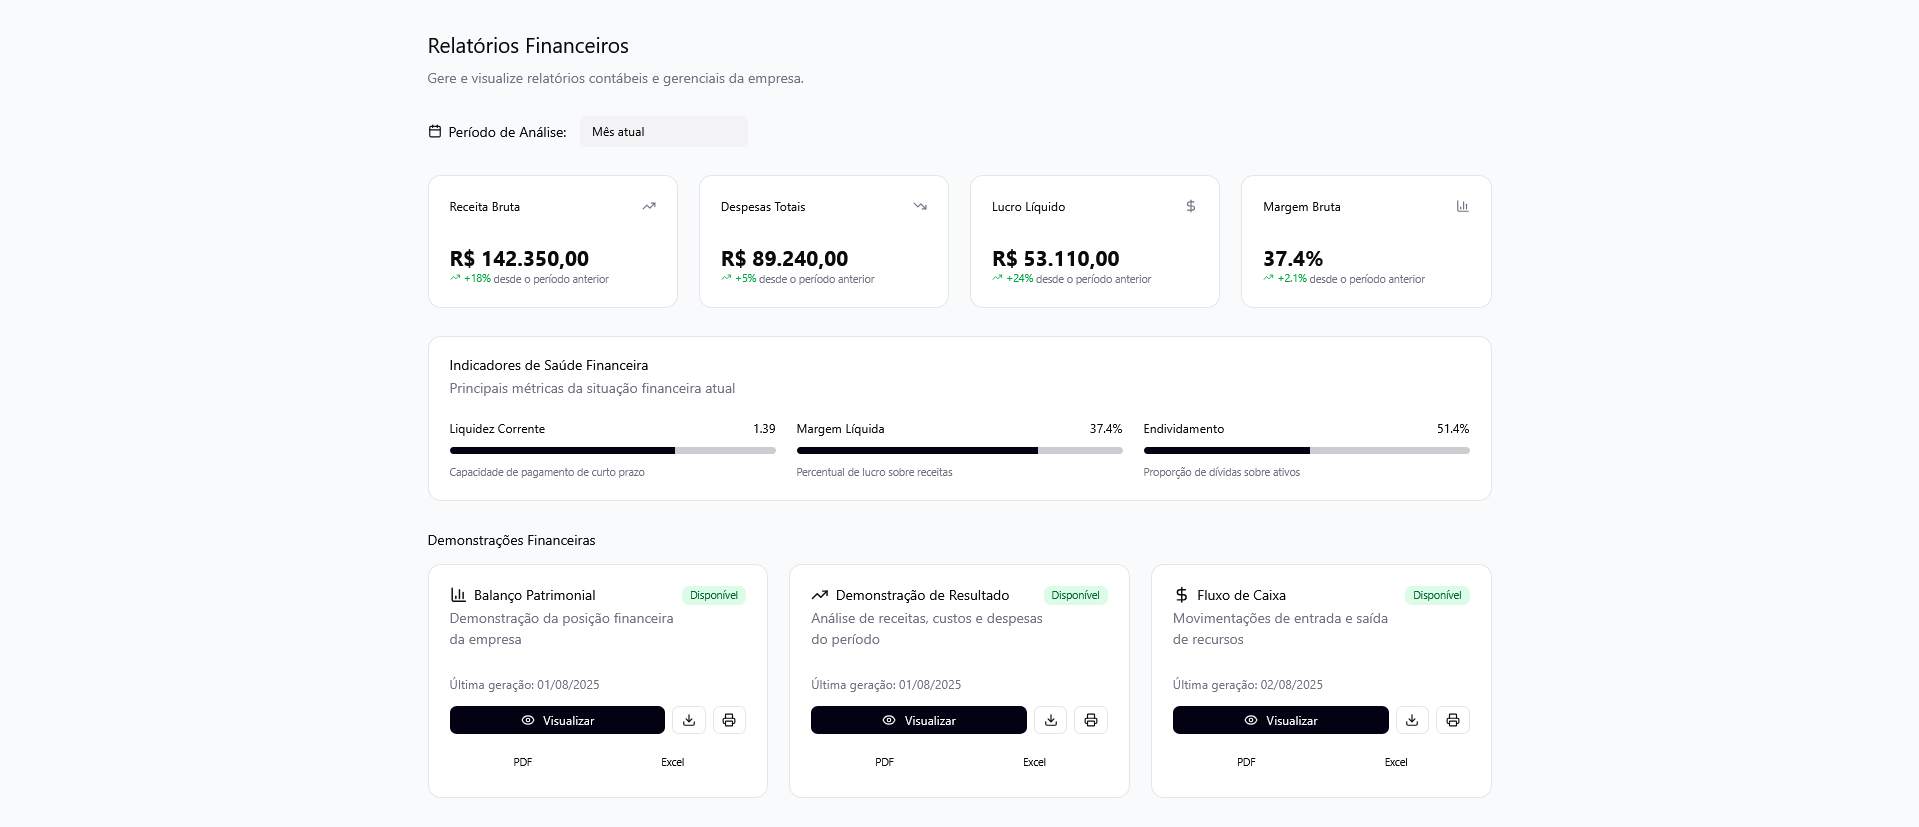 Relatórios Financeiros
Gere e visualize relatórios contábeis e gerenciais da empresa.
Período de Análise: Mês atual
Receita Bruta
R$ 142.350,00
+18% desde o período anterior
Despesas Totais
R$ 89.240,00
+5% desde o período anterior
Lucro Líquido
R$ 53.110,00
+24% desde o período anterior
Margem Bruta
37.4%
+2.1% desde o período anterior
Indicadores de Saúde Financeira
Principais métricas da situação financeira atual
Liquidez Corrente 1.39
Capacidade de pagamento de curto prazo
Margem Líquida 37.4%
Percentual de lucro sobre receitas
Endividamento 51.4%
Proporção de dívidas sobre ativos
Demonstrações Financeiras
Balanço Patrimonial Disponível
Demonstração da posição financeira
da empresa
Última geração: 01/08/2025
Visualizar
PDF Excel
Demonstração de Resultado Disponível
Análise de receitas, custos e despesas
do período
Última geração: 01/08/2025
Visualizar
PDF Excel
Fluxo de Caixa Disponível
Movimentações de entrada e saída
de recursos
Última geração: 02/08/2025
Visualizar
PDF Excel